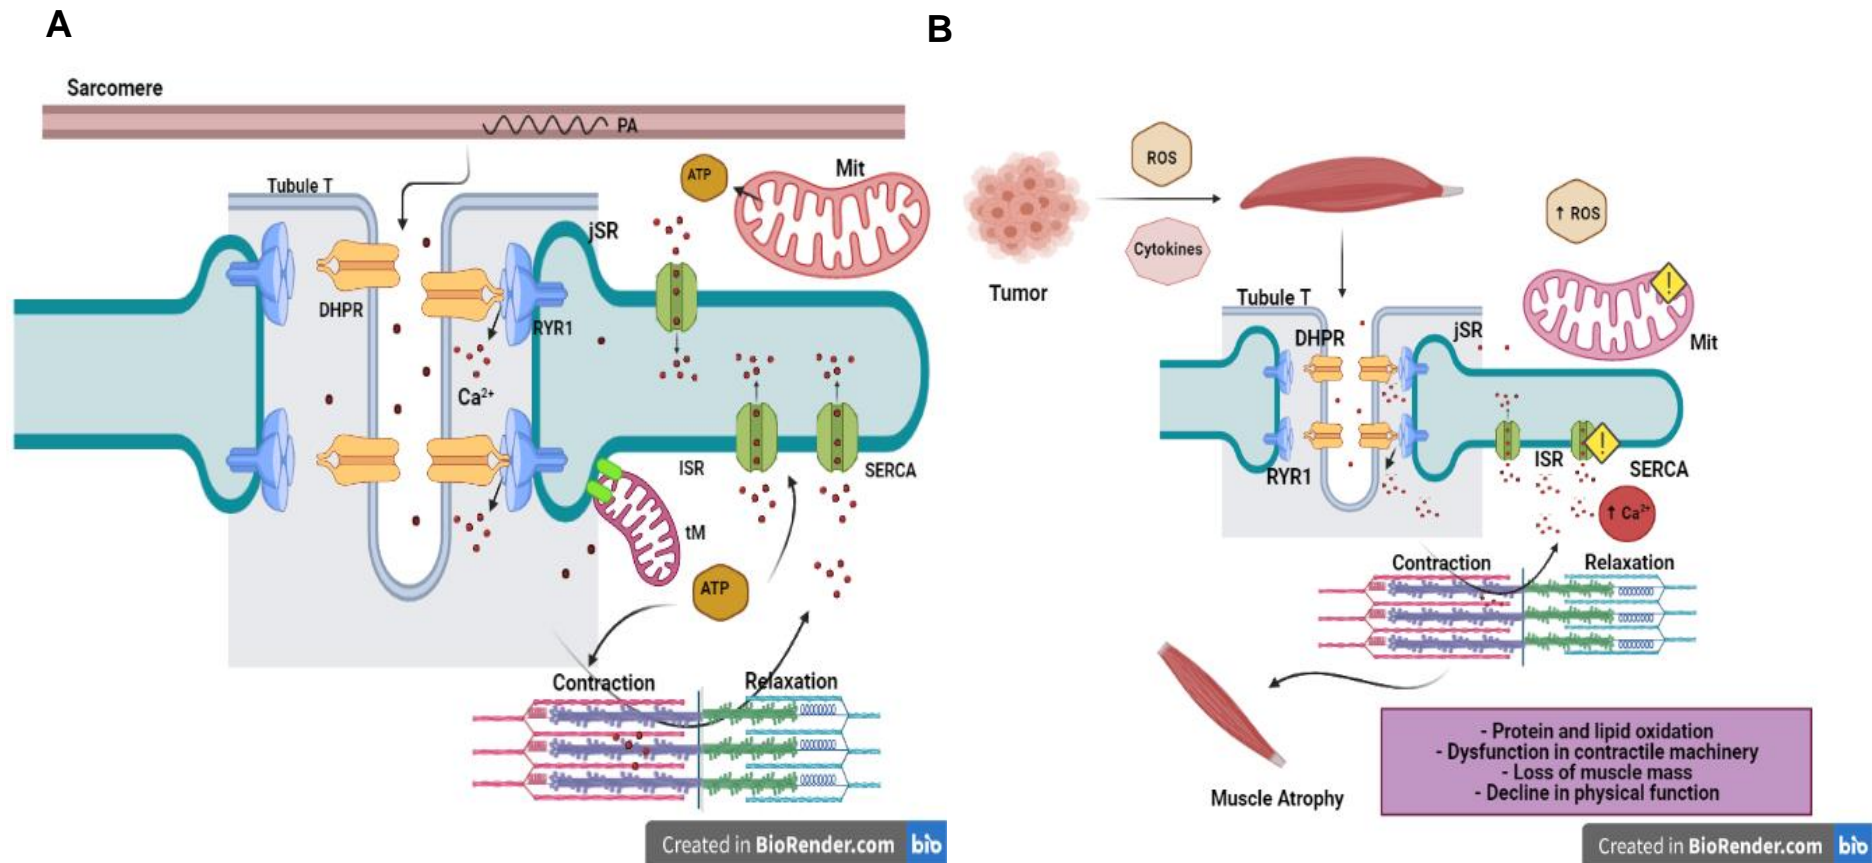 A
Sarcomere
PA
Tubule T
ATP
Mit
jSR
DHPR
RYR1
Ca²⁺
ISR
SERCA
tM
ATP
Contraction
Relaxation
Created in BioRender.com bio
B
ROS
Cytokines
Tumor
↑ ROS
Tubule T
DHPR
jSR
Mit
RYR1
ISR
SERCA
↑ Ca²⁺
Contraction
Relaxation
Muscle Atrophy
- Protein and lipid oxidation
- Dysfunction in contractile machinery
- Loss of muscle mass
- Decline in physical function
Created in BioRender.com bio